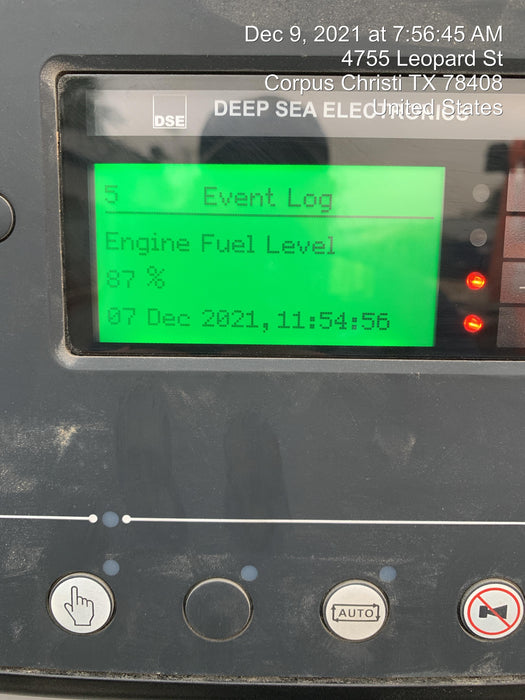 Dec 9, 2021 at 7:56:45 AM
4755 Leopard St
Corpus Christi TX 78408
United States
DSE DEEP SEA ELECTRONICS
5 Event Log
Engine Fuel Level
87 %
07 Dec 2021, 11:54:56
AUTO